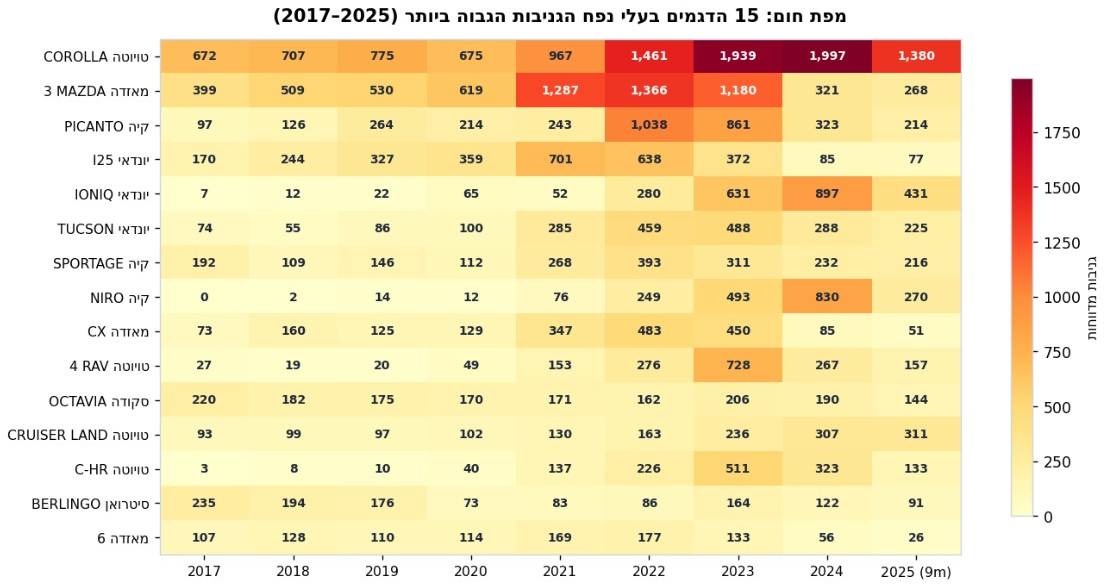 מפת חום: 15 הדגמים בעלי נפח הגניבות הגבוה ביותר (2017–2025)
טויוטה COROLLA 672 707 775 675 967 1,461 1,939 1,997 1,380
מאזדה MAZDA 3 399 509 530 619 1,287 1,366 1,180 321 268
קיה PICANTO 97 126 264 214 243 1,038 861 323 214
יונדאי I25 170 244 327 359 701 638 372 85 77
יונדאי IONIQ 7 12 22 65 52 280 631 897 431
יונדאי TUCSON 74 55 86 100 285 459 488 288 225
קיה SPORTAGE 192 109 146 112 268 393 311 232 216
קיה NIRO 0 2 14 12 76 249 493 830 270
מאזדה CX 73 160 125 129 347 483 450 85 51
טויוטה RAV 4 27 19 20 49 153 276 728 267 157
סקודה OCTAVIA 220 182 175 170 171 162 206 190 144
טויוטה CRUISER LAND 93 99 97 102 130 163 236 307 311
טויוטה C-HR 3 8 10 40 137 226 511 323 133
סיטרואן BERLINGO 235 194 176 73 83 86 164 122 91
מאזדה 6 107 128 110 114 169 177 133 56 26
2017 2018 2019 2020 2021 2022 2023 2024 2025 (9m)
1750
1500
1250
1000
750
500
250
0
גניבות מדווחות